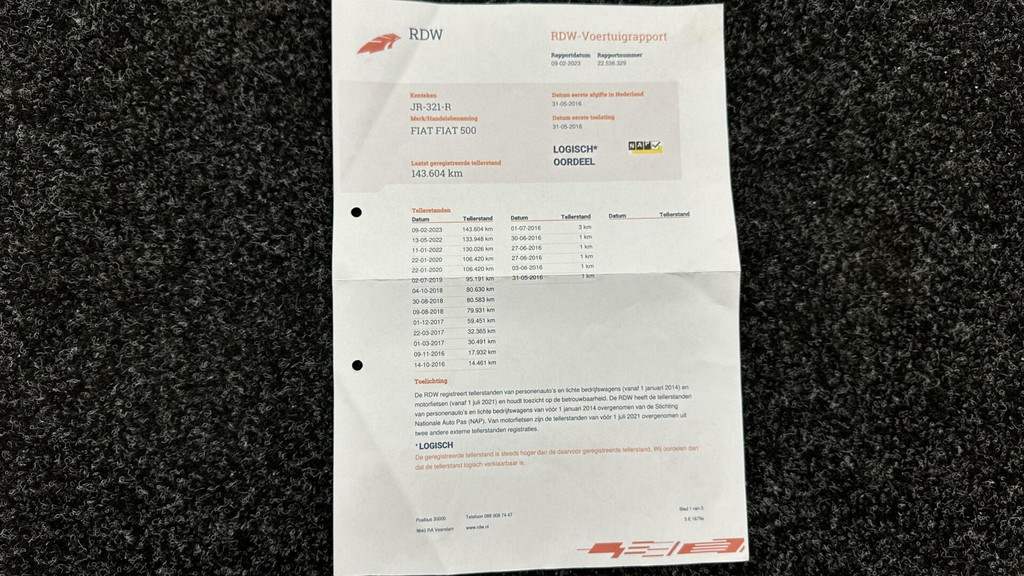 RDW
RDW-Voertuigrapport
Rapportdatum Rapportnummer
09-02-2023 22.538.329
Kenteken
JR-321-R
Merk/Handelsbenaming
FIAT FIAT 500
Laatst geregistreerde tellerstand
143.604 km
Datum eerste afgifte in Nederland
31-05-2016
Datum eerste toelating
31-05-2016
LOGISCH*
OORDEEL
NAP
Tellerstanden
Datum Tellerstand Datum Tellerstand Datum Tellerstand
09-02-2023 143.604 km 01-07-2016 3 km
13-05-2022 133.948 km 30-06-2016 1 km
11-01-2022 130.026 km 27-06-2016 1 km
22-01-2020 106.420 km 27-06-2016 1 km
22-01-2020 106.420 km 03-06-2016 1 km
02-07-2019 95.191 km 31-05-2016 1 km
04-10-2018 80.630 km
30-08-2018 80.583 km
09-08-2018 79.931 km
01-12-2017 59.451 km
22-03-2017 32.365 km
01-03-2017 30.491 km
09-11-2016 17.932 km
14-10-2016 14.461 km
Toelichting
De RDW registreert tellerstanden van personenauto's en lichte bedrijfswagens (vanaf 1 januari 2014) en
motorfietsen (vanaf 1 juli 2021) en houdt toezicht op de betrouwbaarheid. De RDW heeft de tellerstanden
van personenauto's en lichte bedrijfswagens van vóór 1 januari 2014 overgenomen van de Stichting
Nationale Auto Pas (NAP). Van motorfietsen zijn de tellerstanden van vóór 1 juli 2021 overgenomen uit
twee andere externe tellerstanden registraties.
*LOGISCH
De geregistreerde tellerstand is steeds hoger dan de daarvoor geregistreerde tellerstand. Wij oordelen dan
dat de tellerstand logisch verklaarbaar is.
Postbus 30000 Telefoon 088 008 74 47
9640 RA Veendam www.rdw.nl
Blad 1 van 5
3 E 1679a